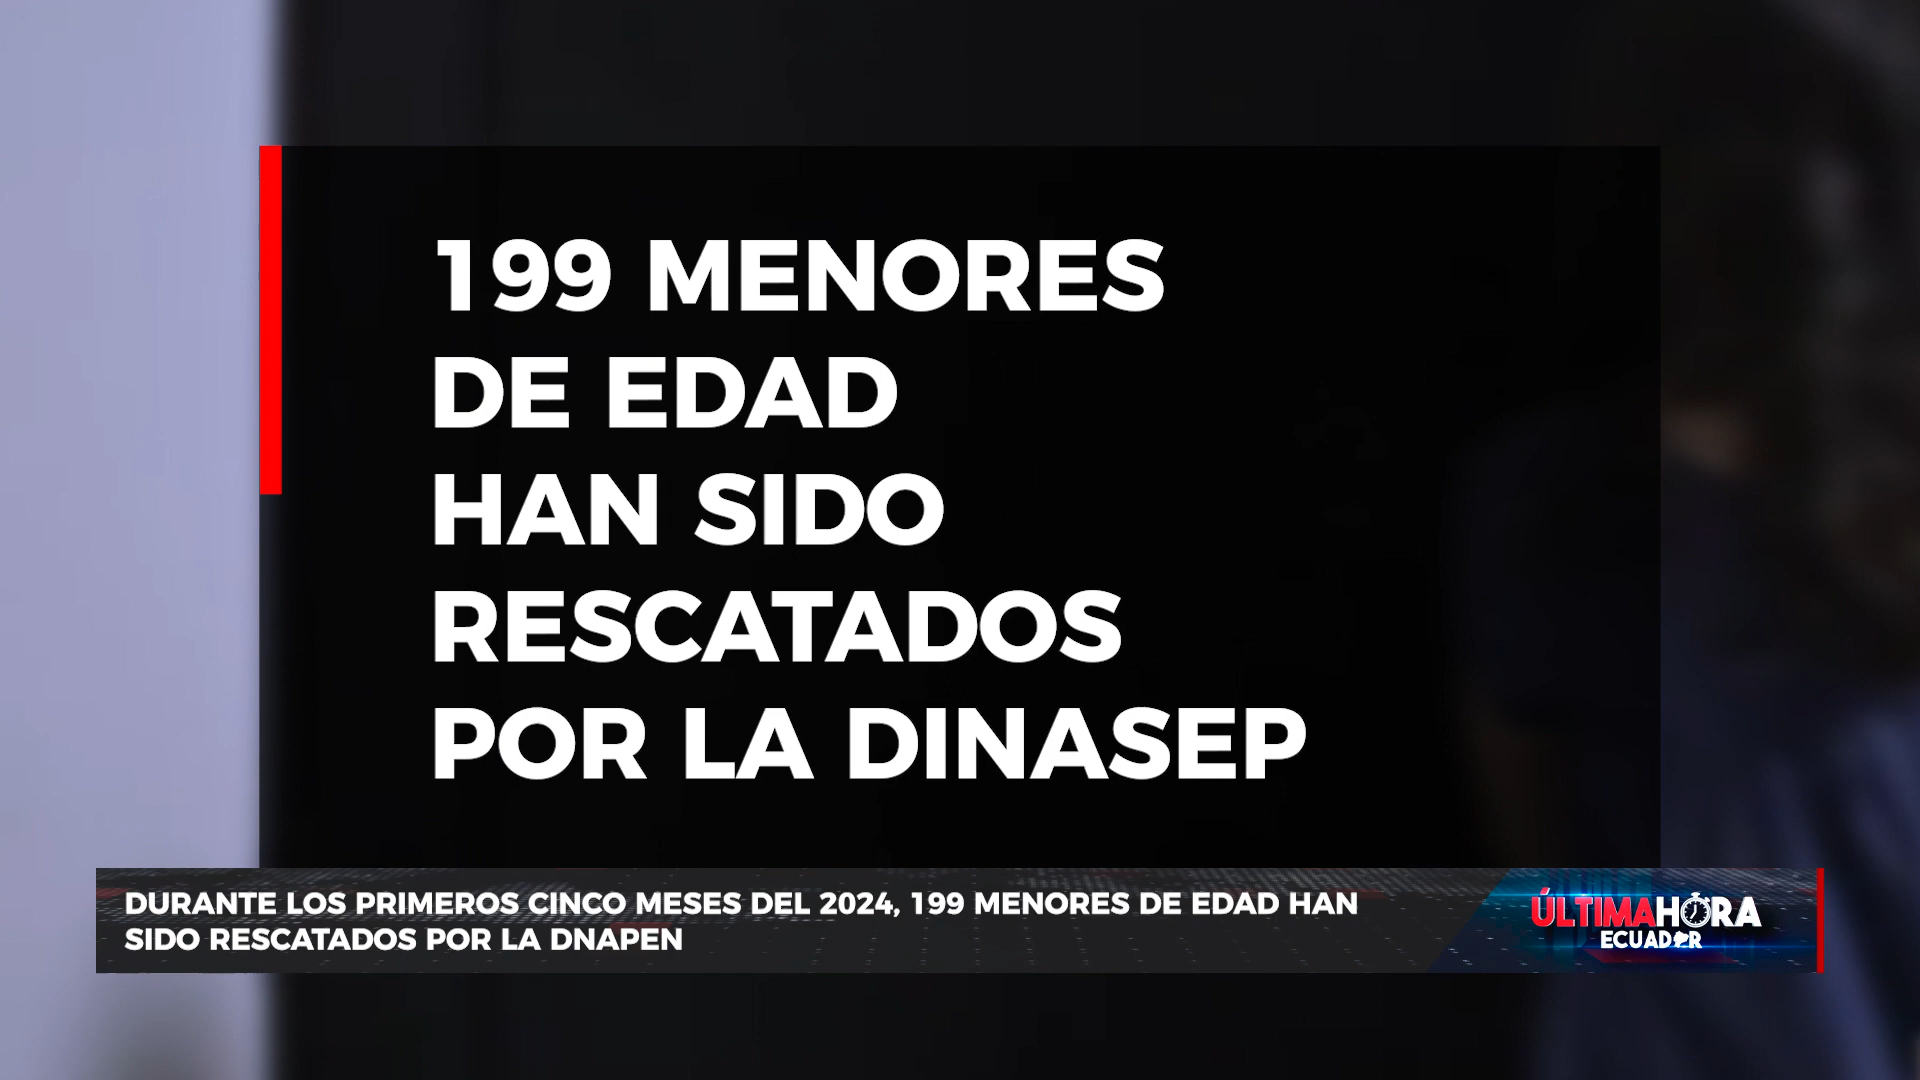 199 MENORES
DE EDAD
HAN SIDO
RESCATADOS
POR LA DINASEP
DURANTE LOS PRIMEROS CINCO MESES DEL 2024, 199 MENORES DE EDAD HAN
SIDO RESCATADOS POR LA DNAPEN
ÚLTIMAHORA
ECUADOR